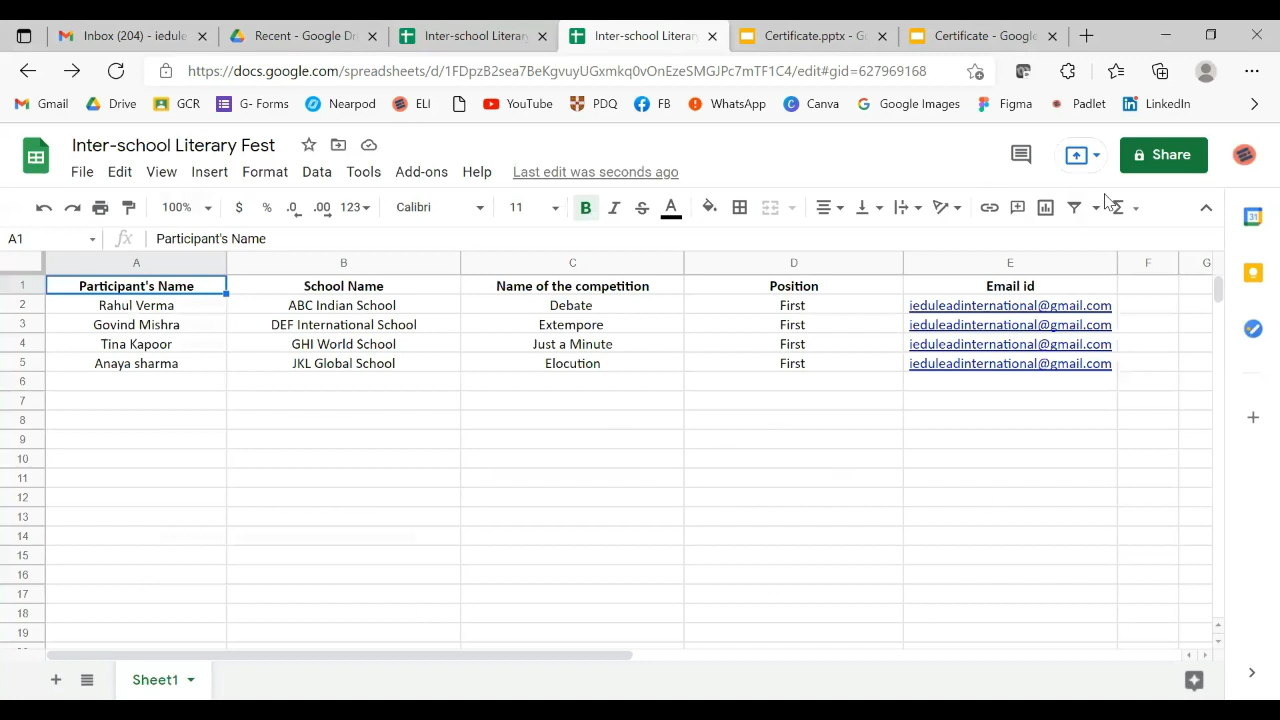 Inbox (204) - iedule
Recent - Google Dri
Inter-school Literar
Inter-school Literar
Certificate.pptx - G
Certificate - Google
https://docs.google.com/spreadsheets/d/1FDpzB2sea7BeKgvuyUGxmkq0vOnEzeSMGJPc7mTF1C4/edit#gid=627969168
Gmail Drive GCR G- Forms Nearpod ELI YouTube PDQ FB WhatsApp Canva Google Images Figma Padlet LinkedIn
Inter-school Literary Fest
Share
File Edit View Insert Format Data Tools Add-ons Help Last edit was seconds ago
100% $ % .0 .00 123 Calibri 11 B I S A
A1 fx Participant's Name
A B C D E F G
1 Participant's Name School Name Name of the competition Position Email id
2 Rahul Verma ABC Indian School Debate First ieduleadinternational@gmail.com
3 Govind Mishra DEF International School Extempore First ieduleadinternational@gmail.com
4 Tina Kapoor GHI World School Just a Minute First ieduleadinternational@gmail.com
5 Anaya sharma JKL Global School Elocution First ieduleadinternational@gmail.com
6
7
8
9
10
11
12
13
14
15
16
17
18
19
Sheet1